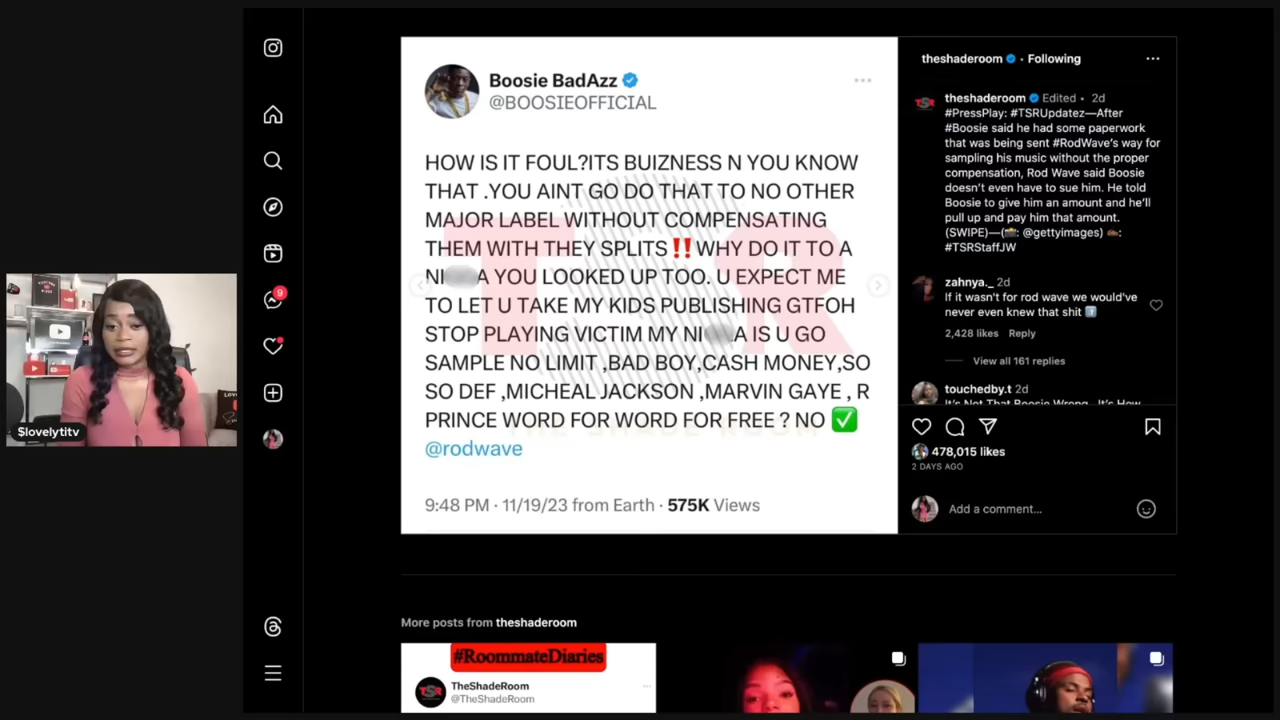 Boosie BadAzz
@BOOSIEOFFICIAL
HOW IS IT FOUL?ITS BUIZNESS N YOU KNOW
THAT .YOU AINT GO DO THAT TO NO OTHER
MAJOR LABEL WITHOUT COMPENSATING
THEM WITH THEY SPLITS ‼️WHY DO IT TO A
NI A YOU LOOKED UP TOO. U EXPECT ME
TO LET U TAKE MY KIDS PUBLISHING GTFOH
STOP PLAYING VICTIM MY NI A IS U GO
SAMPLE NO LIMIT ,BAD BOY,CASH MONEY,SO
SO DEF ,MICHEAL JACKSON ,MARVIN GAYE , R
PRINCE WORD FOR WORD FOR FREE ? NO ✅
@rodwave
9:48 PM · 11/19/23 from Earth · 575K Views
TSR
theshaderoom · Following
theshaderoom Edited · 2d
#PressPlay: #TSRUpdatez—After
#Boosie said he had some paperwork
that was being sent #RodWave's way for
sampling his music without the proper
compensation, Rod Wave said Boosie
doesn't even have to sue him. He told
Boosie to give him an amount and he'll
pull up and pay him that amount.
(SWIPE)—(📸: @gettyimages) ✍🏾:
#TSRStaffJW
zahnya._ 2d
If it wasn't for rod wave we would've
never even knew that shit
2,428 likes Reply
View all 161 replies
touchedby.t 2d
It's Not That Boosie Wrong.. It's How
478,015 likes
2 DAYS AGO
Add a comment...
9
$lovelytitv
More posts from theshaderoom
#RoommateDiaries
TSR
TheShadeRoom
@TheShadeRoom